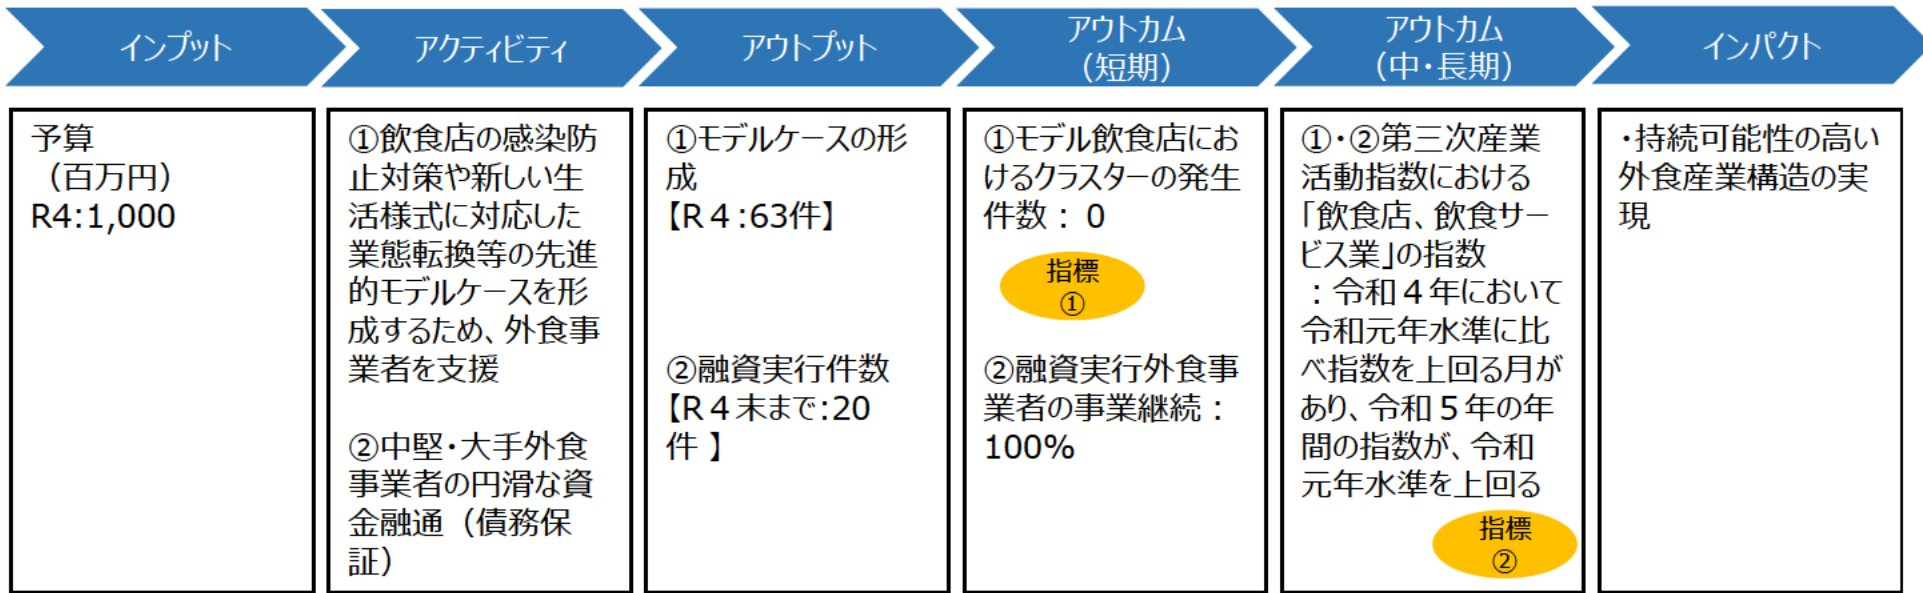 インプット
アクティビティ
アウトプット
アウトカム
（短期）
アウトカム
（中・長期）
インパクト
予算
（百万円）
R4:1,000
①飲食店の感染防
止対策や新しい生
活様式に対応した
業態転換等の先進
的モデルケースを形
成するため、外食事
業者を支援
②中堅・大手外食
事業者の円滑な資
金融通（債務保
証）
①モデルケースの形
成
【R４:63件】
②融資実行件数
【R４末まで:20
件 】
①モデル飲食店にお
けるクラスターの発生
件数： 0
指標
①
②融資実行外食事
業者の事業継続：
100%
①・②第三次産業
活動指数における
「飲食店、飲食サー
ビス業」の指数
：令和４年において
令和元年水準に比
べ指数を上回る月が
あり、令和５年の年
間の指数が、令和
元年水準を上回る
指標
②
・持続可能性の高い
外食産業構造の実
現